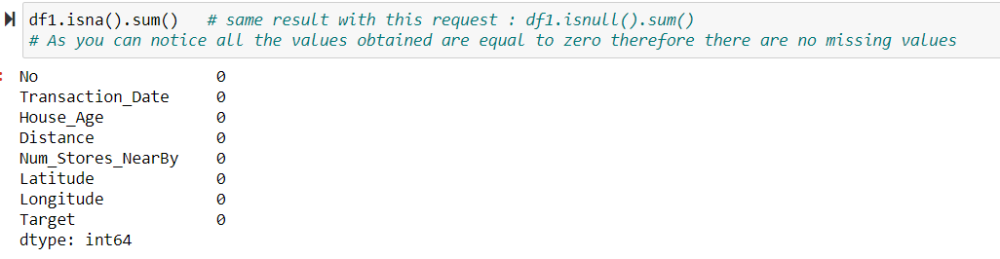 df1.isna().sum()   # same result with this request : df1.isnull().sum()
# As you can notice all the values obtained are equal to zero therefore there are no missing values
:
No                  0
Transaction_Date    0
House_Age           0
Distance            0
Num_Stores_NearBy   0
Latitude            0
Longitude           0
Target              0
dtype: int64